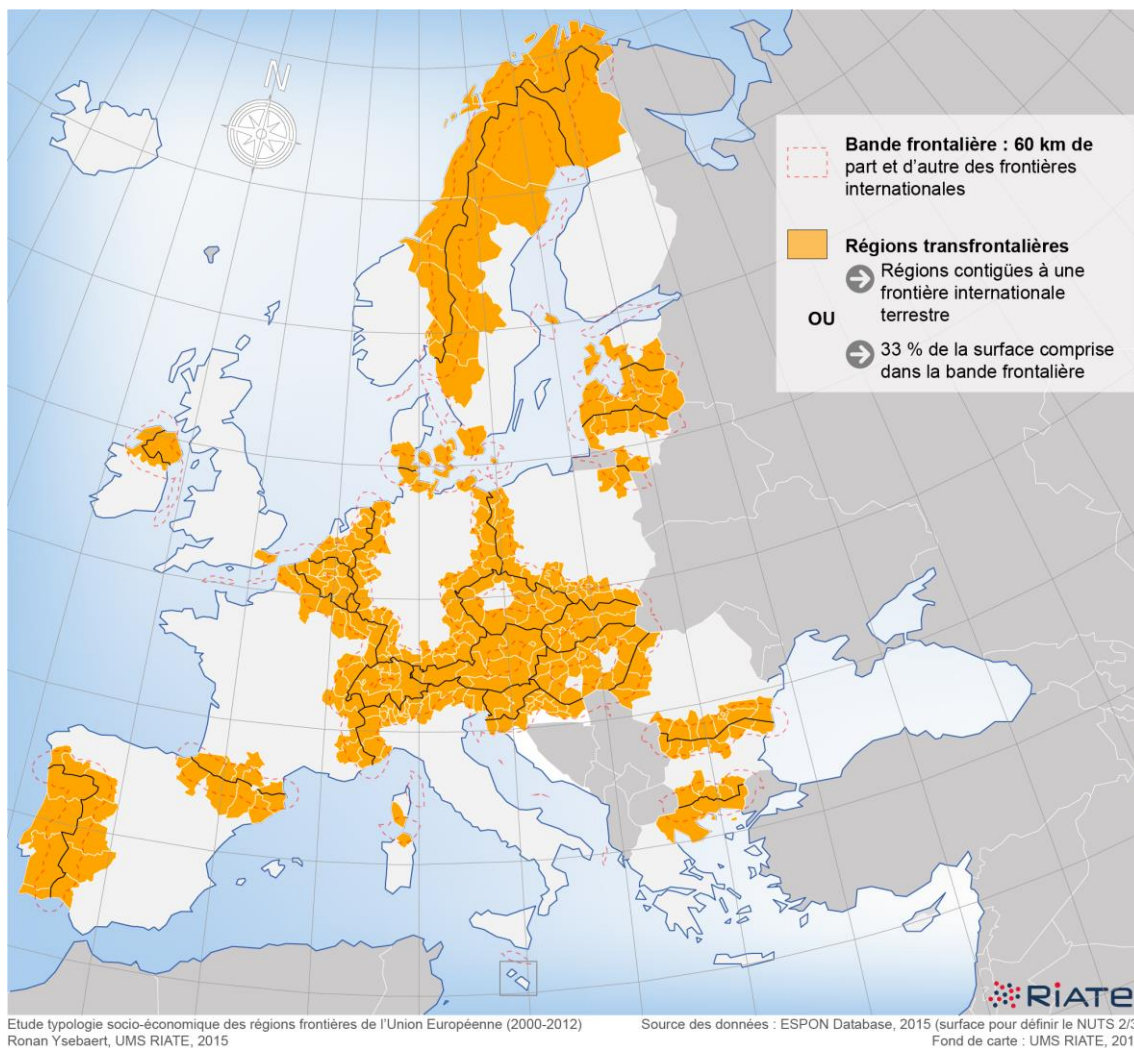 N
Bande frontalière : 60 km de
part et d'autre des frontières
internationales
Régions transfrontalières
Régions contigües à une
frontière internationale
terrestre
OU
33 % de la surface comprise
dans la bande frontalière
RIATE
Etude typologie socio-économique des régions frontières de l'Union Européenne (2000-2012)
Ronan Ysebaert, UMS RIATE, 2015
Source des données : ESPON Database, 2015 (surface pour définir le NUTS 2/3
Fond de carte : UMS RIATE, 201